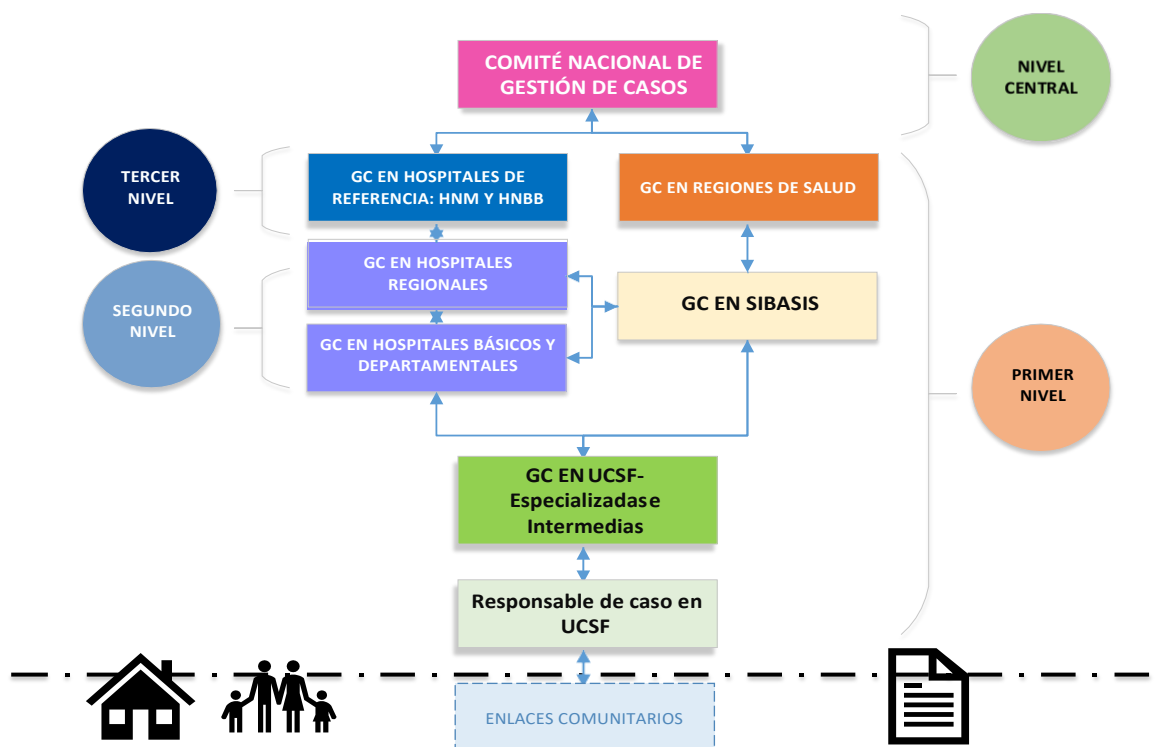 COMITÉ NACIONAL DE
GESTIÓN DE CASOS
NIVEL
CENTRAL
TERCER
NIVEL
GC EN HOSPITALES DE
REFERENCIA: HNM Y HNBB
GC EN REGIONES DE SALUD
SEGUNDO
NIVEL
GC EN HOSPITALES
REGIONALES
GC EN SIBASIS
GC EN HOSPITALES BÁSICOS Y
DEPARTAMENTALES
PRIMER
NIVEL
GC EN UCSF-
Especializadas e
Intermedias
Responsable de caso en
UCSF
ENLACES COMUNITARIOS